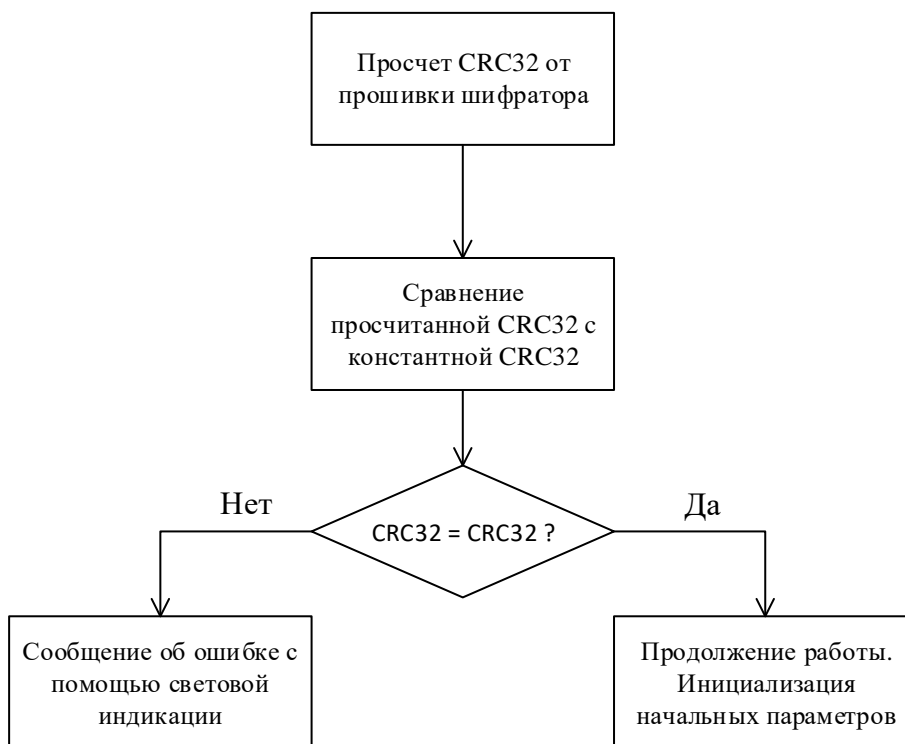 Просчет CRC32 от
прошивки шифратора
Сравнение
просчитанной CRC32 с
константной CRC32
Нет
Да
CRC32 = CRC32 ?
Сообщение об ошибке с
помощью световой
индикации
Продолжение работы.
Инициализация
начальных параметров